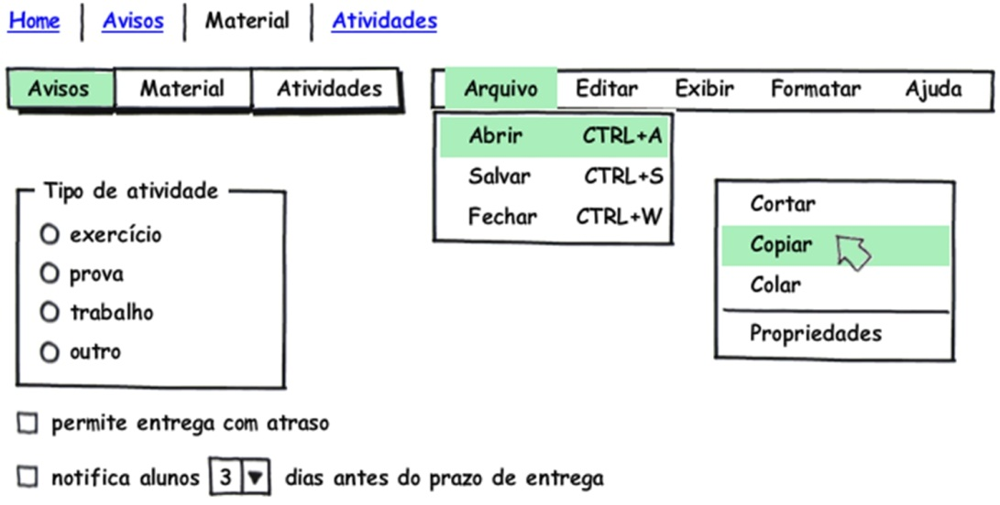 Home | Avisos | Material | Atividades
Avisos Material Atividades
Arquivo Editar Exibir Formatar Ajuda
Abrir CTRL+A
Salvar CTRL+S
Fechar CTRL+W
Cortar
Copiar
Colar
Propriedades
Tipo de atividade
exercício
prova
trabalho
outro
permite entrega com atraso
notifica alunos 3 dias antes do prazo de entrega